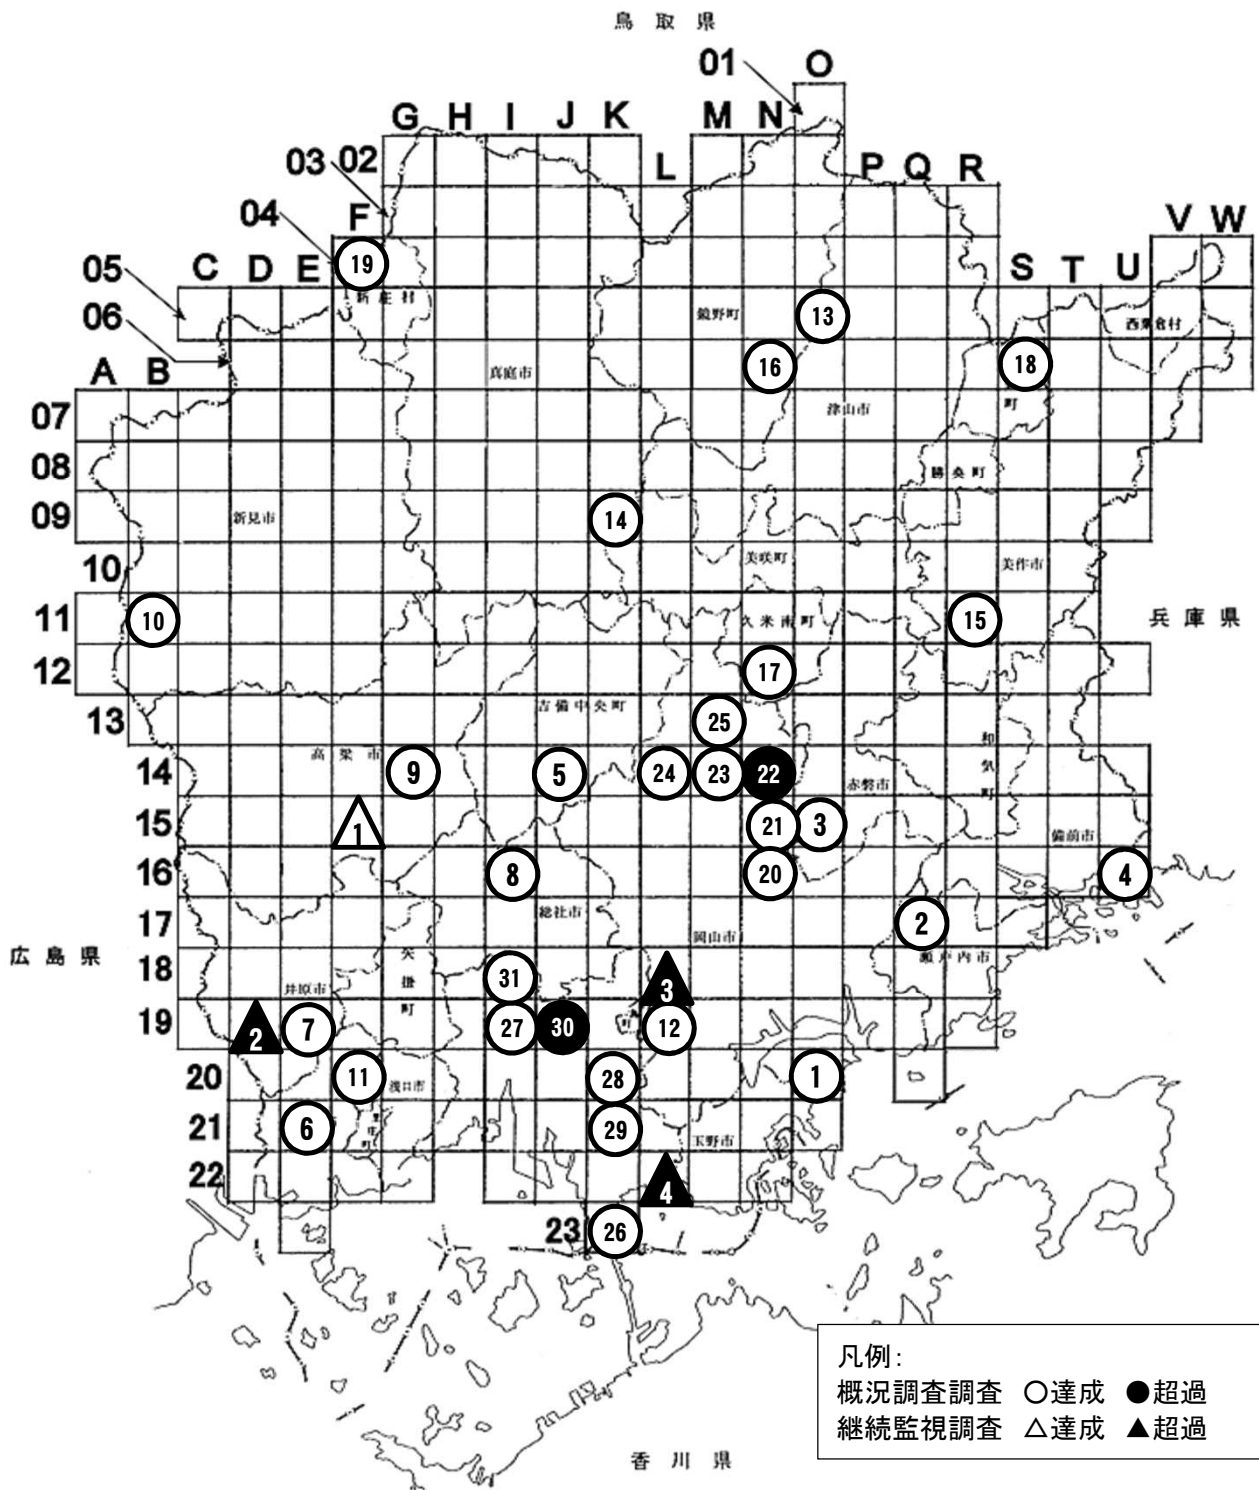 鳥取県
01 O
G H I J K M N
03 02 L P Q R
04 F V W
05 C D E 19 S T U
新庄村
06 鏡野町 13 西粟倉村
A B 真庭市 16 18
07 津山市 町
08 勝央町
09 新見市 14
10 美咲町 美作市
11 10 久米南町 15 兵庫県
12 17
13 吉備中央町 25 和気町
14 高梁市 9 5 24 23 22 赤磐市
15 1 21 3 備前市
16 8 20 4
17 総社市 岡山市 2
広島県 矢掛町 瀬戸内市
18 31 3
井原市
19 2 7 27 30 12
20 11 浅口市 28 1
21 6 里庄町 29 玉野市
22 4
23 26
凡例:
概況調査調査 ○達成 ●超過
継続監視調査 △達成 ▲超過
香川県